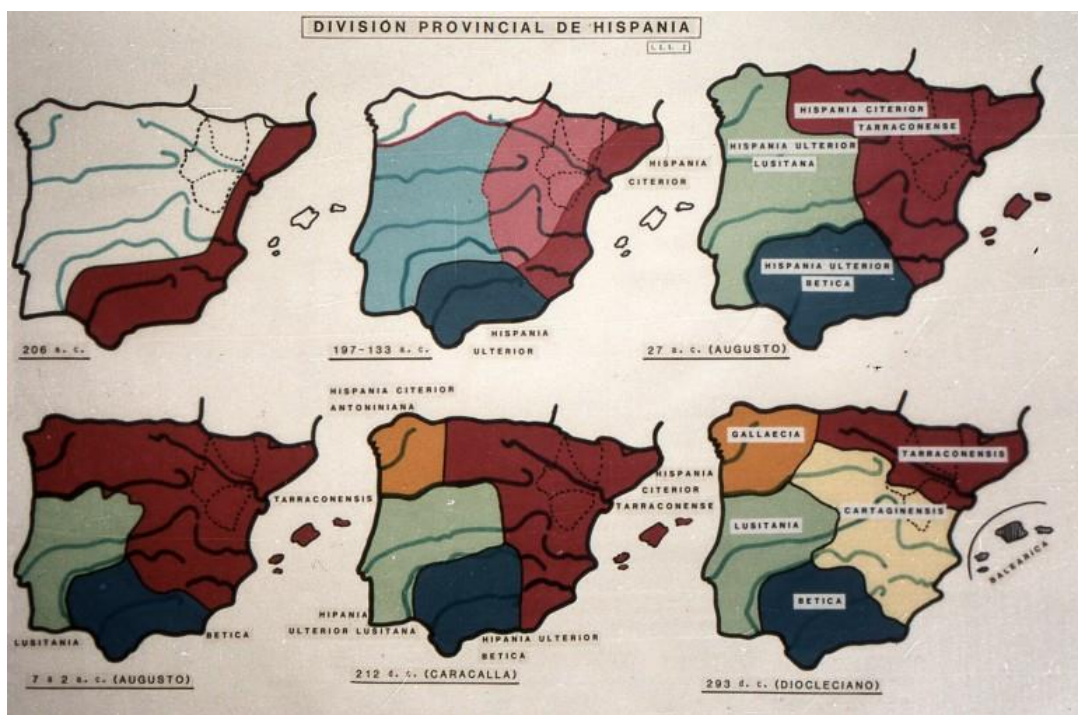 DIVISIÓN PROVINCIAL DE HISPANIA
HISPANIA
CITERIOR
HISPANIA
ULTERIOR
HISPANIA CITERIOR
TARRACONENSE
HISPANIA ULTERIOR
LUSITANA
HISPANIA ULTERIOR
BETICA
206 a. c.
197-133 a. c.
27 a. c. (AUGUSTO)
TARRACONENSIS
LUSITANIA
BETICA
HISPANIA CITERIOR
ANTONINIANA
HISPANIA
CITERIOR
TARRACONENSE
HIPANIA
ULTERIOR LUSITANA
HIPANIA ULTERIOR
BETICA
GALLAECIA
TARRACONENSIS
CARTAGINENSIS
LUSITANIA
BETICA
BALEARICA
7 a 2 a. c. (AUGUSTO)
212 d. c. (CARACALLA)
293 d. c. (DIOCLECIANO)